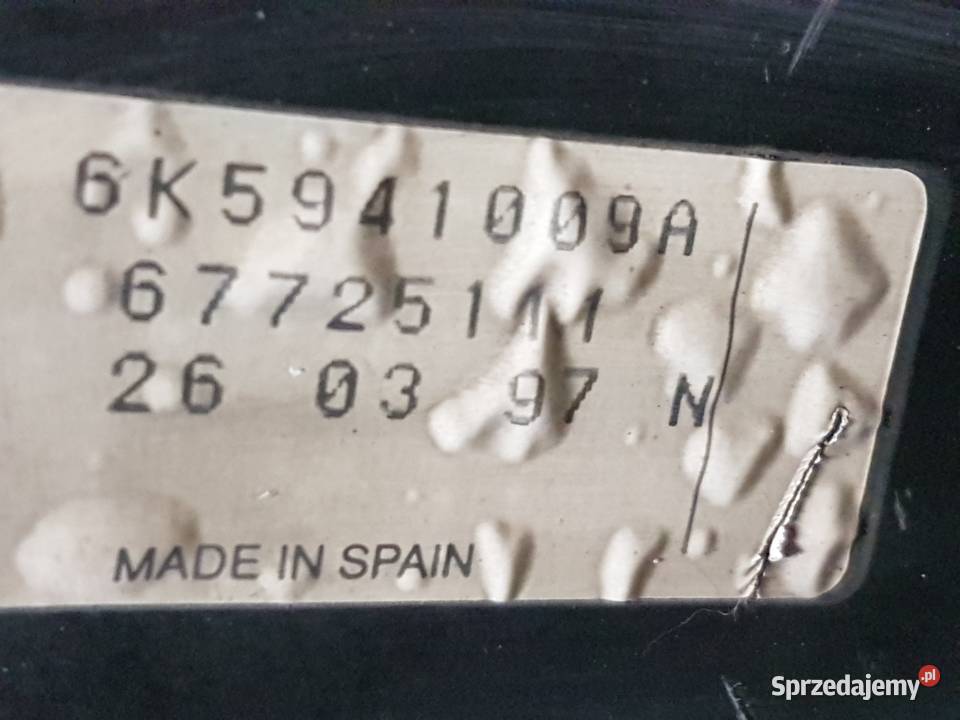 6K5941009A
67725111
26 03 97 N
MADE IN SPAIN
Sprzedajemy.pl